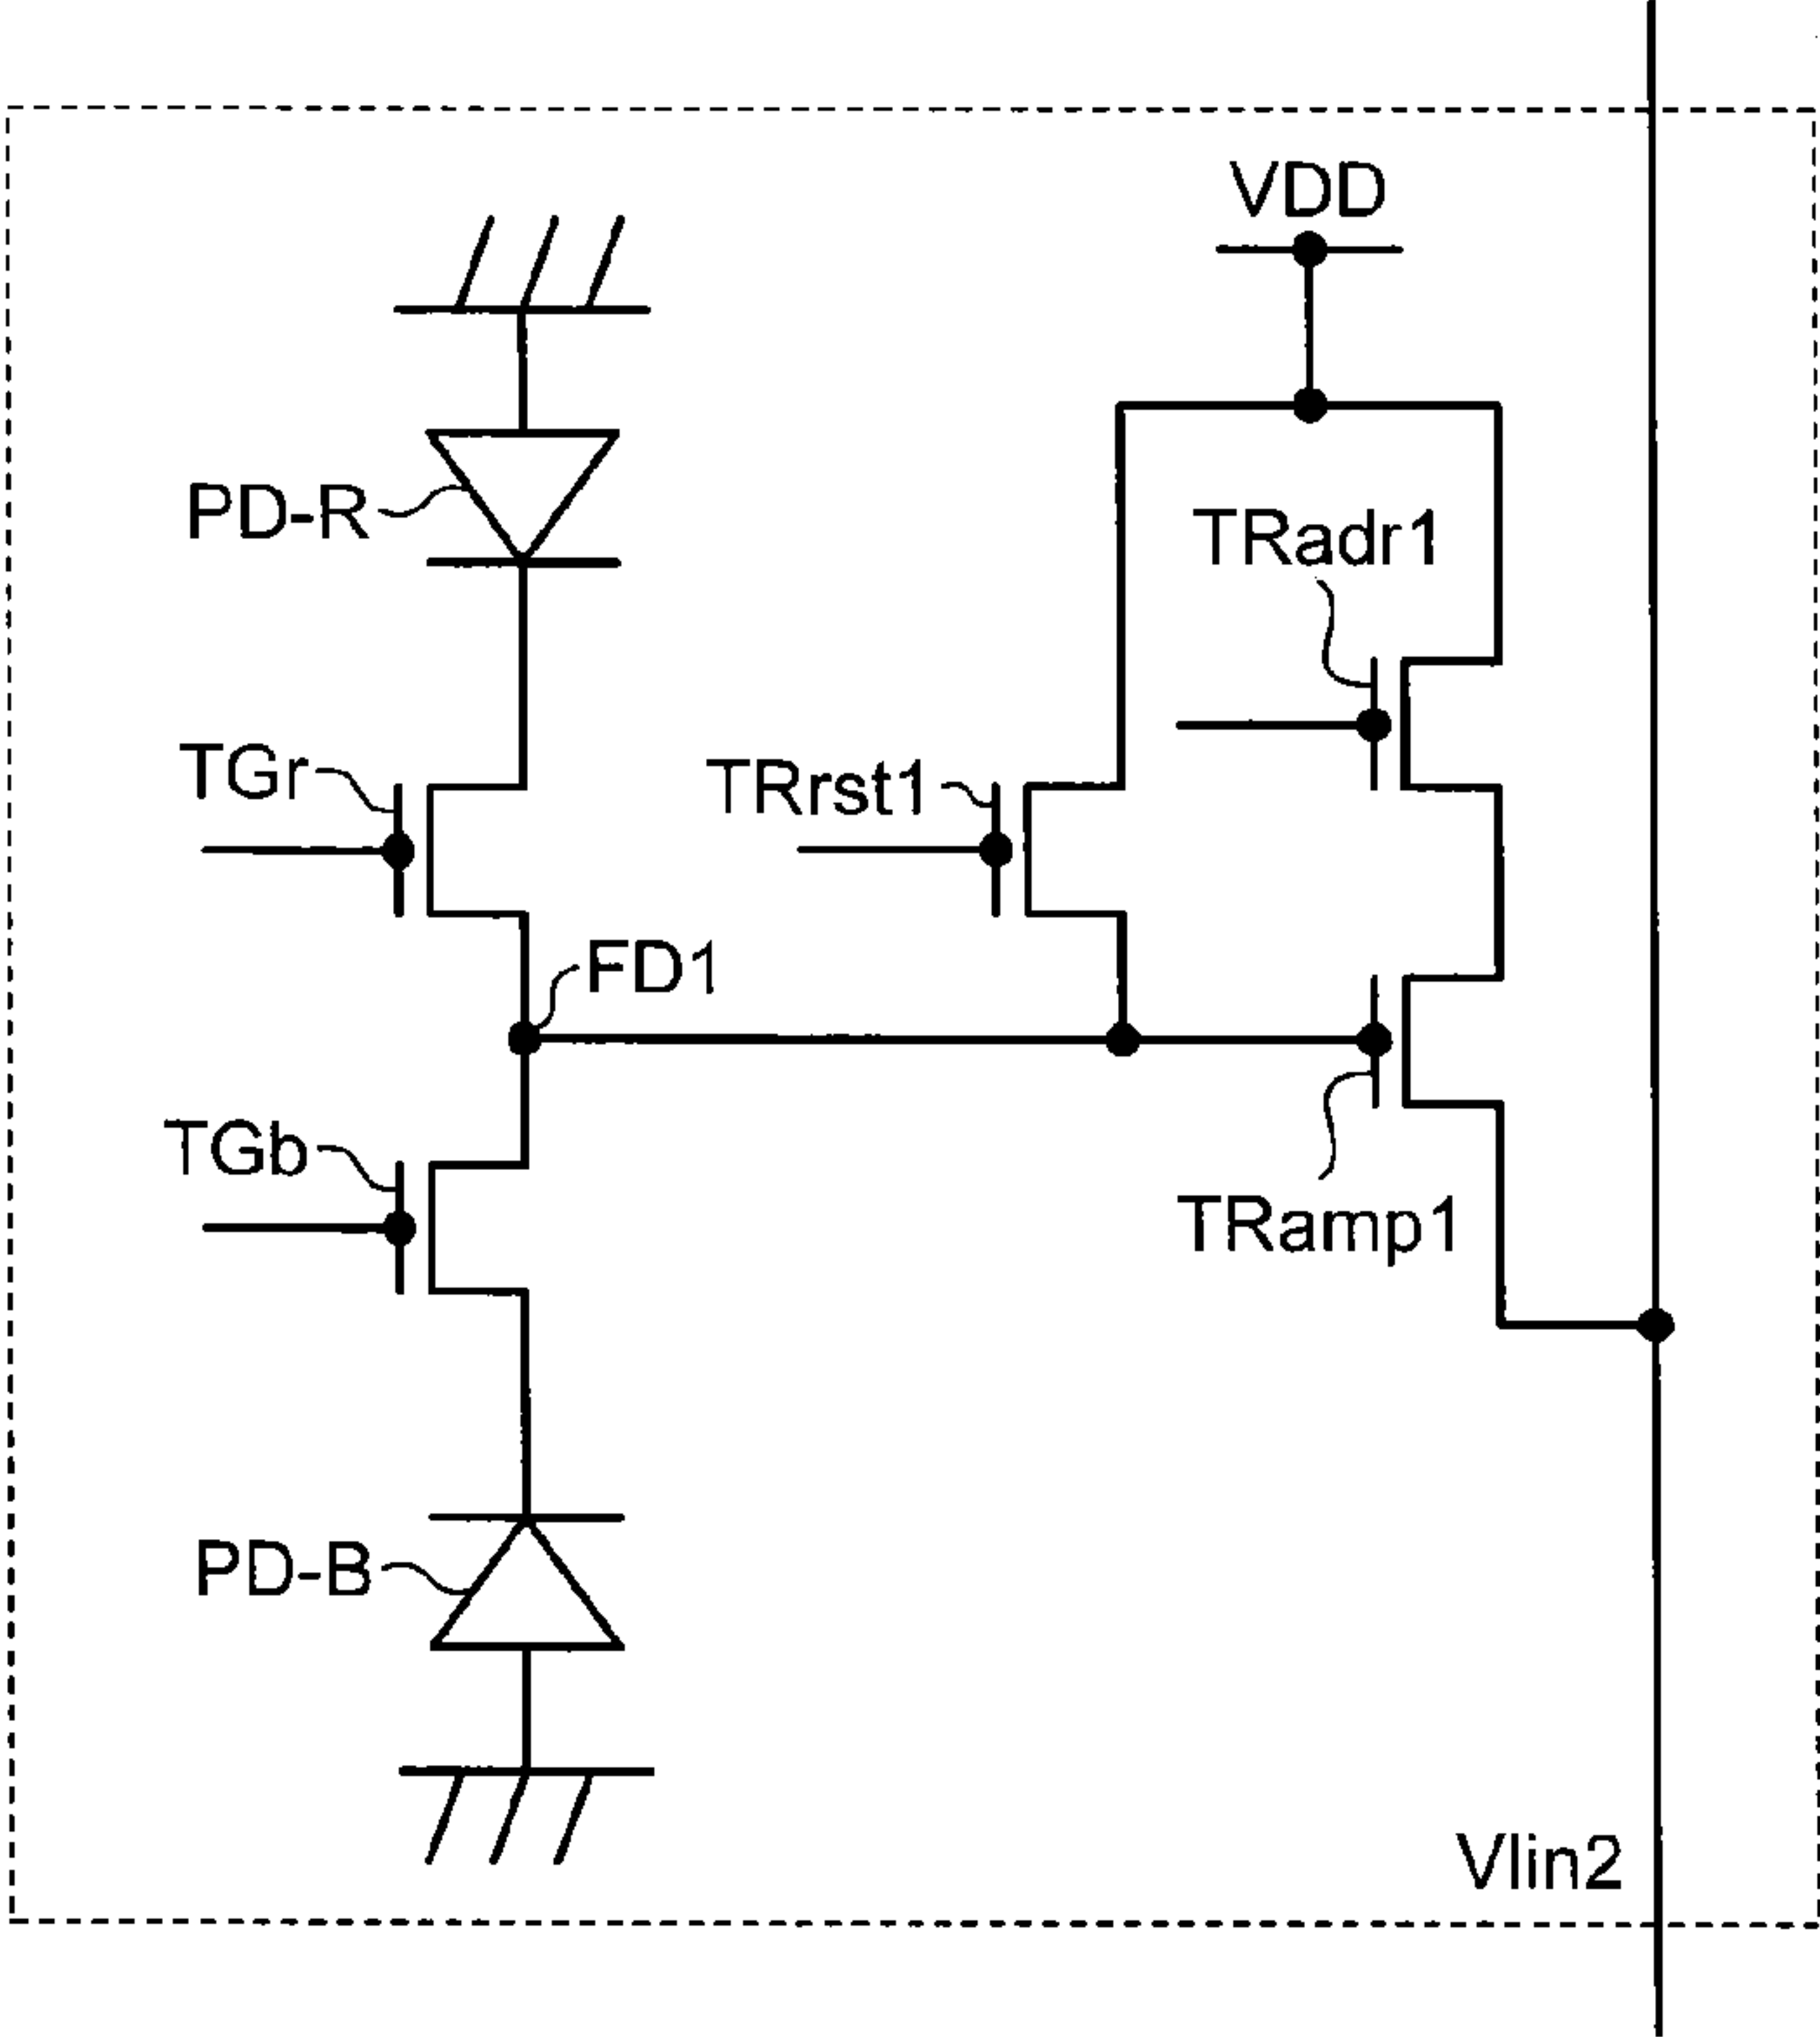 VDD
PD-R
TRadr1
TGr
TRrst1
FD1
TGb
TRamp1
PD-B
Vlin2